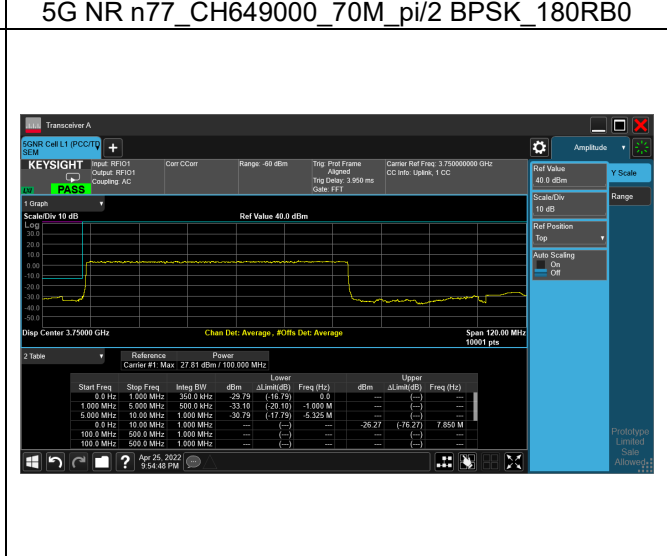 5G NR n77_CH649000_70M_pi/2 BPSK_180RB0
Transceiver A
5GNR Cell L1 (PCC/TD
SEM
+
Amplitude
KEYSIGHT
LXI
PASS
Input: RFIO1
Output: RFIO1
Coupling: AC
Corr CCorr
Range: -60 dBm
Trig: Prot Frame
Aligned
Trig Delay: 3.950 ms
Gate: FFT
Carrier Ref Freq: 3.750000000 GHz
CC Info: Uplink, 1 CC
Ref Value
40.0 dBm
Scale/Div
10 dB
Ref Position
Top
Auto Scaling
On
Off
Y Scale
Range
1 Graph
Scale/Div 10 dB
Ref Value 40.0 dBm
Log
30.0
20.0
10.0
0.00
-10.0
-20.0
-30.0
-40.0
-50.0
Disp Center 3.75000 GHz
Chan Det: Average , #Offs Det: Average
Span 120.00 MHz
10001 pts
2 Table
Reference Power
Carrier #1: Max 27.81 dBm / 100.000 MHz
Lower Upper
Start Freq Stop Freq Integ BW dBm ΔLimit(dB) Freq (Hz) dBm ΔLimit(dB) Freq (Hz)
0.0 Hz 1.000 MHz 350.0 kHz -29.79 (-16.79) 0.0 --- (---) ---
1.000 MHz 5.000 MHz 500.0 kHz -33.10 (-20.10) -1.000 M --- (---) ---
5.000 MHz 10.00 MHz 1.000 MHz -30.79 (-17.79) -5.325 M --- (---) ---
0.0 Hz 10.00 MHz 1.000 MHz --- (---) --- -26.27 (-76.27) 7.850 M
100.0 MHz 500.0 MHz 1.000 MHz --- (---) --- --- (---) ---
100.0 MHz 500.0 MHz 1.000 MHz --- (---) --- --- (---) ---
Prototype
Limited
Sale
Allowed
?
Apr 25, 2022
9:54:48 PM